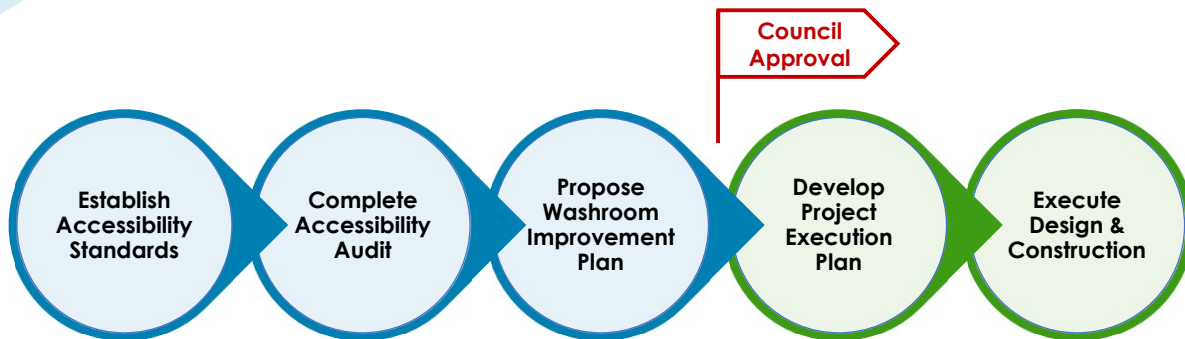 Council
Approval
Establish
Accessibility
Standards
Complete
Accessibility
Audit
Propose
Washroom
Improvement
Plan
Develop
Project
Execution
Plan
Execute
Design &
Construction